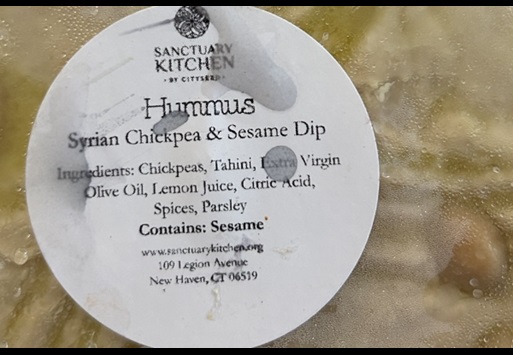 SANCTUARY
KITCHEN
• BY CITYSEED •
Hummus
Syrian Chickpea & Sesame Dip
Ingredients: Chickpeas, Tahini, Extra Virgin
Olive Oil, Lemon Juice, Citric Acid,
Spices, Parsley
Contains: Sesame
www.sanctuarykitchen.org
109 Legion Avenue
New Haven, CT 06519